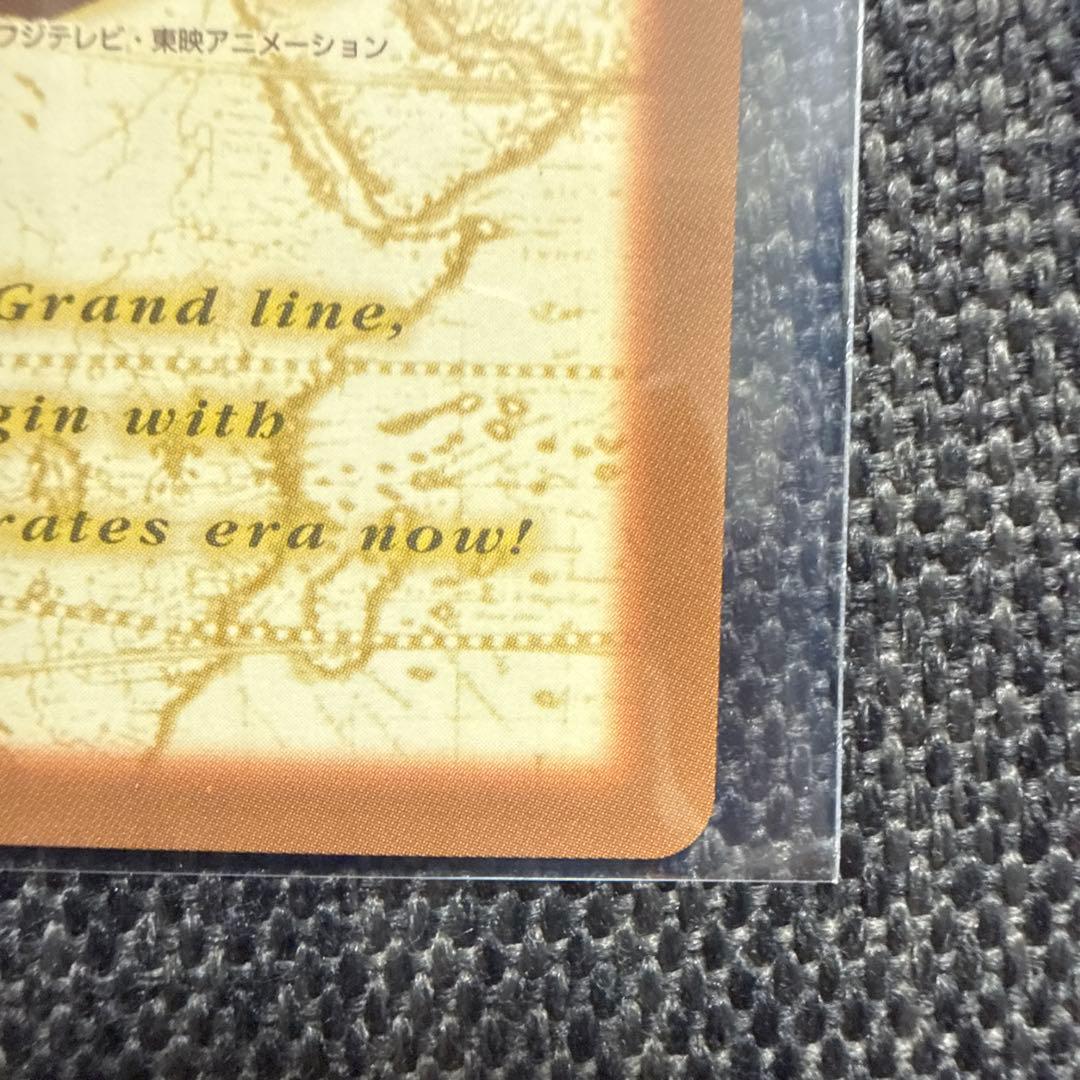 フジテレビ・東映アニメーション
Grand line,
gin with
rates era now!